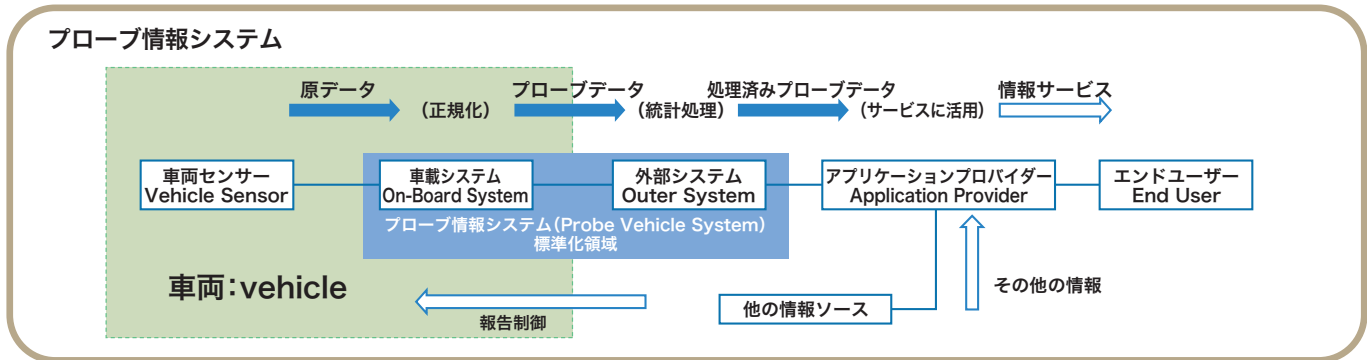 プローブ情報システム
原データ
(正規化)
プローブデータ
(統計処理)
処理済みプローブデータ
(サービスに活用)
情報サービス
車両センサー
Vehicle Sensor
車載システム
On-Board System
外部システム
Outer System
アプリケーションプロバイダー
Application Provider
エンドユーザー
End User
プローブ情報システム(Probe Vehicle System)
標準化領域
車両:vehicle
報告制御
他の情報ソース
その他の情報